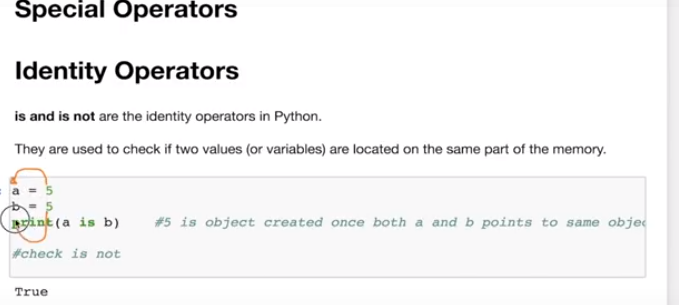 Special Operators
Identity Operators
is and is not are the identity operators in Python.
They are used to check if two values (or variables) are located on the same part of the memory.
a = 5
b = 5
print(a is b) #5 is object created once both a and b points to same objec
#check is not
True